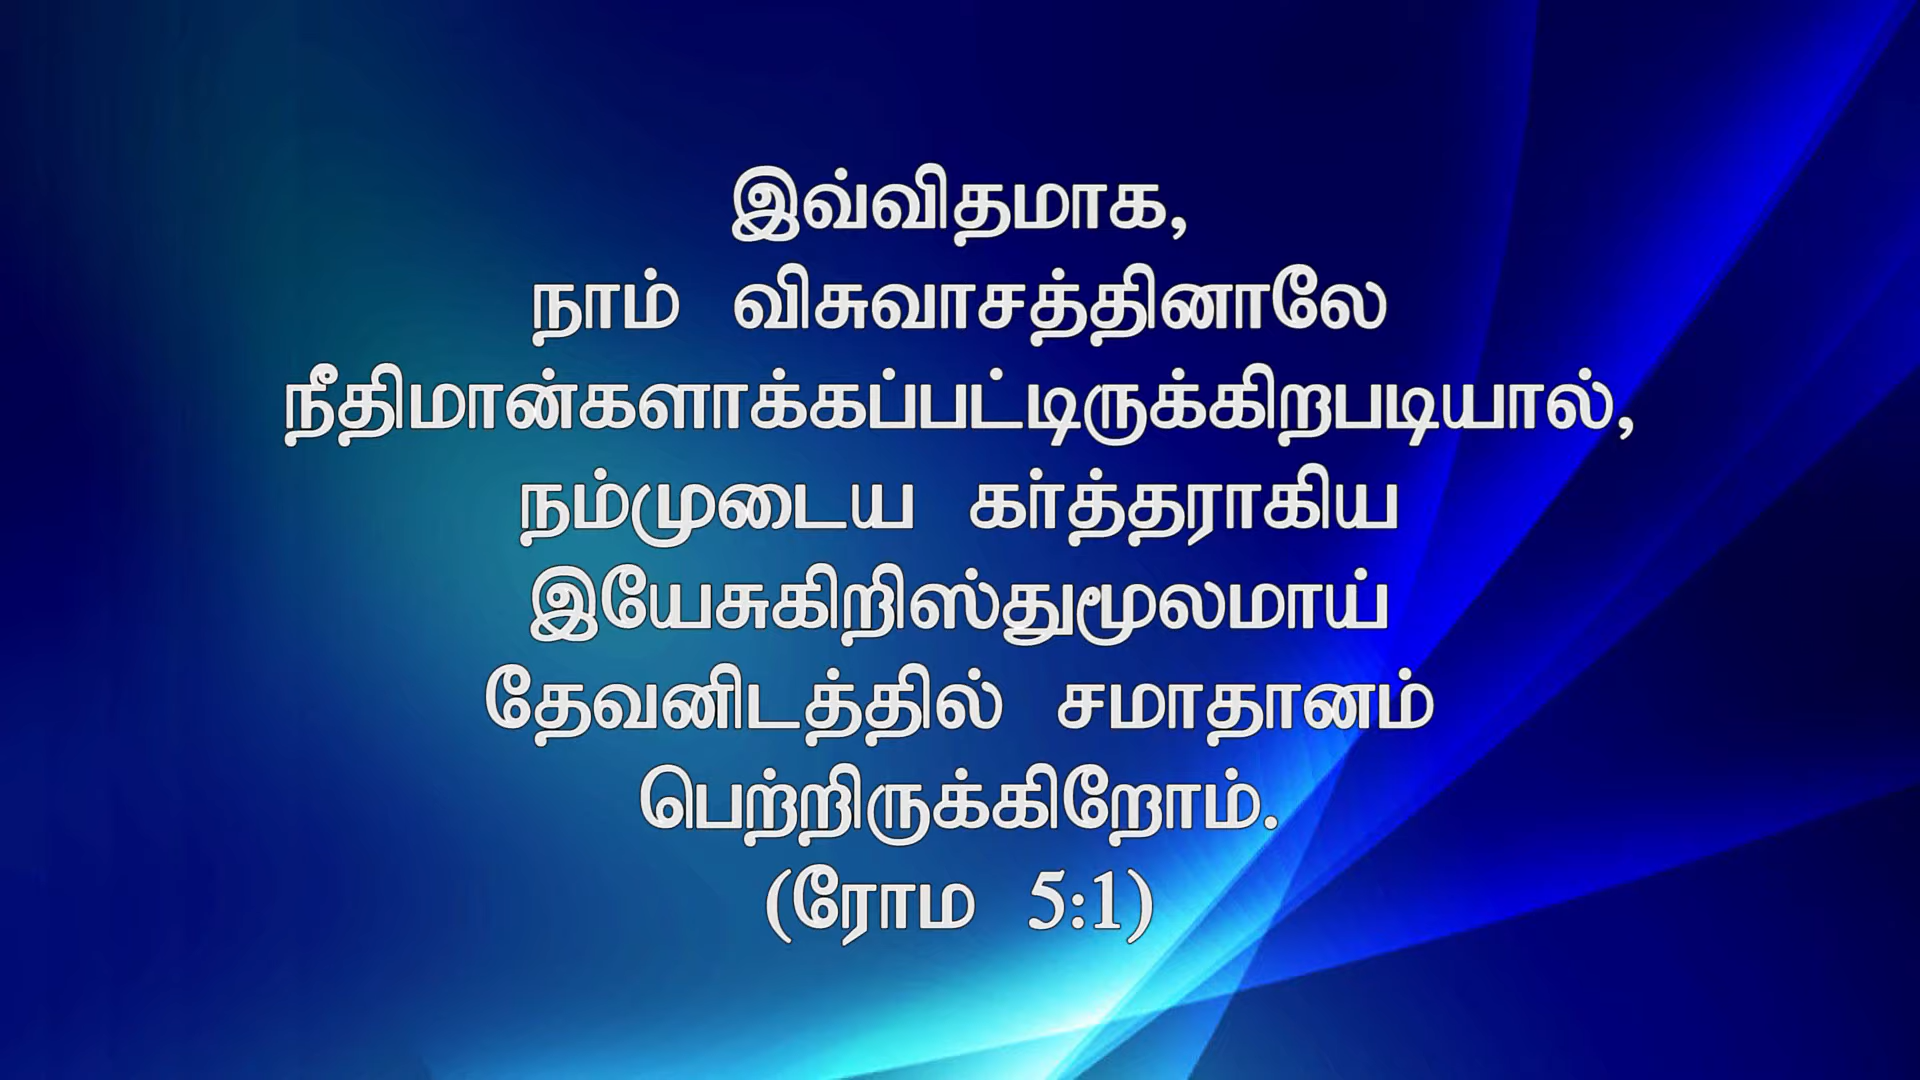 இவ்விதமாக,
நாம் விசுவாசத்தினாலே
நீதிமான்களாக்கப்பட்டிருக்கிறபடியால்,
நம்முடைய கர்த்தராகிய
இயேசுகிறிஸ்துமூலமாய்
தேவனிடத்தில் சமாதானம்
பெற்றிருக்கிறோம்.
(ரோம 5:1)